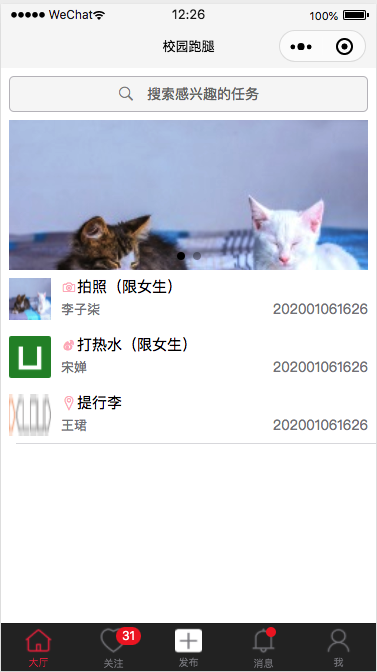 WeChat 12:26 100%
校园跑腿
搜索感兴趣的任务
拍照（限女生）
李子柒 202001061626
打热水（限女生）
宋婵 202001061626
提行李
王珺 202001061626
31
大厅 关注 发布 消息 我